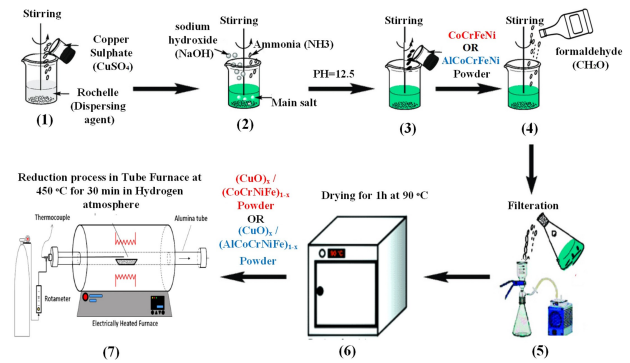 Stirring
Copper
Sulphate
(CuSO₄)
Rochelle
(Dispersing
agent)
(1)
Stirring
sodium
hydroxide
(NaOH)
Ammonia (NH3)
Main salt
(2)
PH=12.5
Stirring
(3)
CoCrFeNi
OR
AlCoCrFeNi
Powder
Stirring
formaldehyde
(CH²O)
(4)
Filteration
(5)
Drying for 1h at 90 °C
(6)
(CuO)ₓ /
(CoCrNiFe)₁₋ₓ
Powder
OR
(CuO)ₓ /
(AlCoCrNiFe)₁₋ₓ
Powder
Reduction process in Tube Furnace at
450 °C for 30 min in Hydrogen
atmosphere
Thermocouple
Alumina tube
Rotameter
Electrically Heated Furnace
(7)